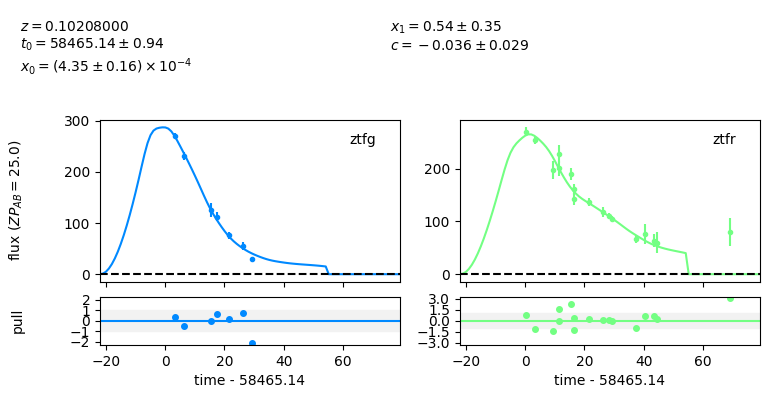 z = 0.10208000
t0 = 58465.14 ± 0.94
x0 = (4.35 ± 0.16) × 10^−4
x1 = 0.54 ± 0.35
c = −0.036 ± 0.029
flux (ZP_AB = 25.0)
300
200
100
0
ztfg
200
100
0
ztfr
pull
2
1
0
−1
−2
−20 0 20 40 60
time - 58465.14
3.0
1.5
0.0
−1.5
−3.0
−20 0 20 40 60
time - 58465.14